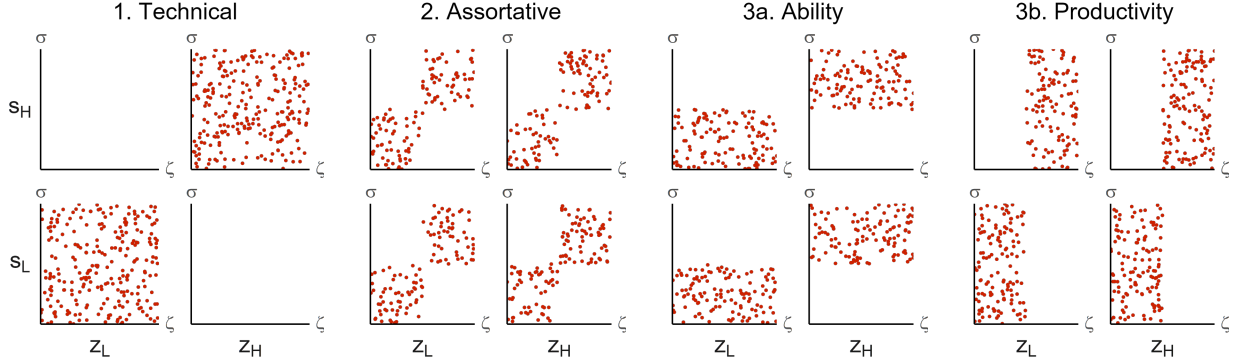 1. Technical
2. Assortative
3a. Ability
3b. Productivity
σ σ σ σ σ σ σ σ
s_H
ζ ζ ζ ζ ζ ζ ζ ζ
σ σ σ σ σ σ σ σ
s_L
ζ ζ ζ ζ ζ ζ ζ ζ
z_L z_H z_L z_H z_L z_H z_L z_H